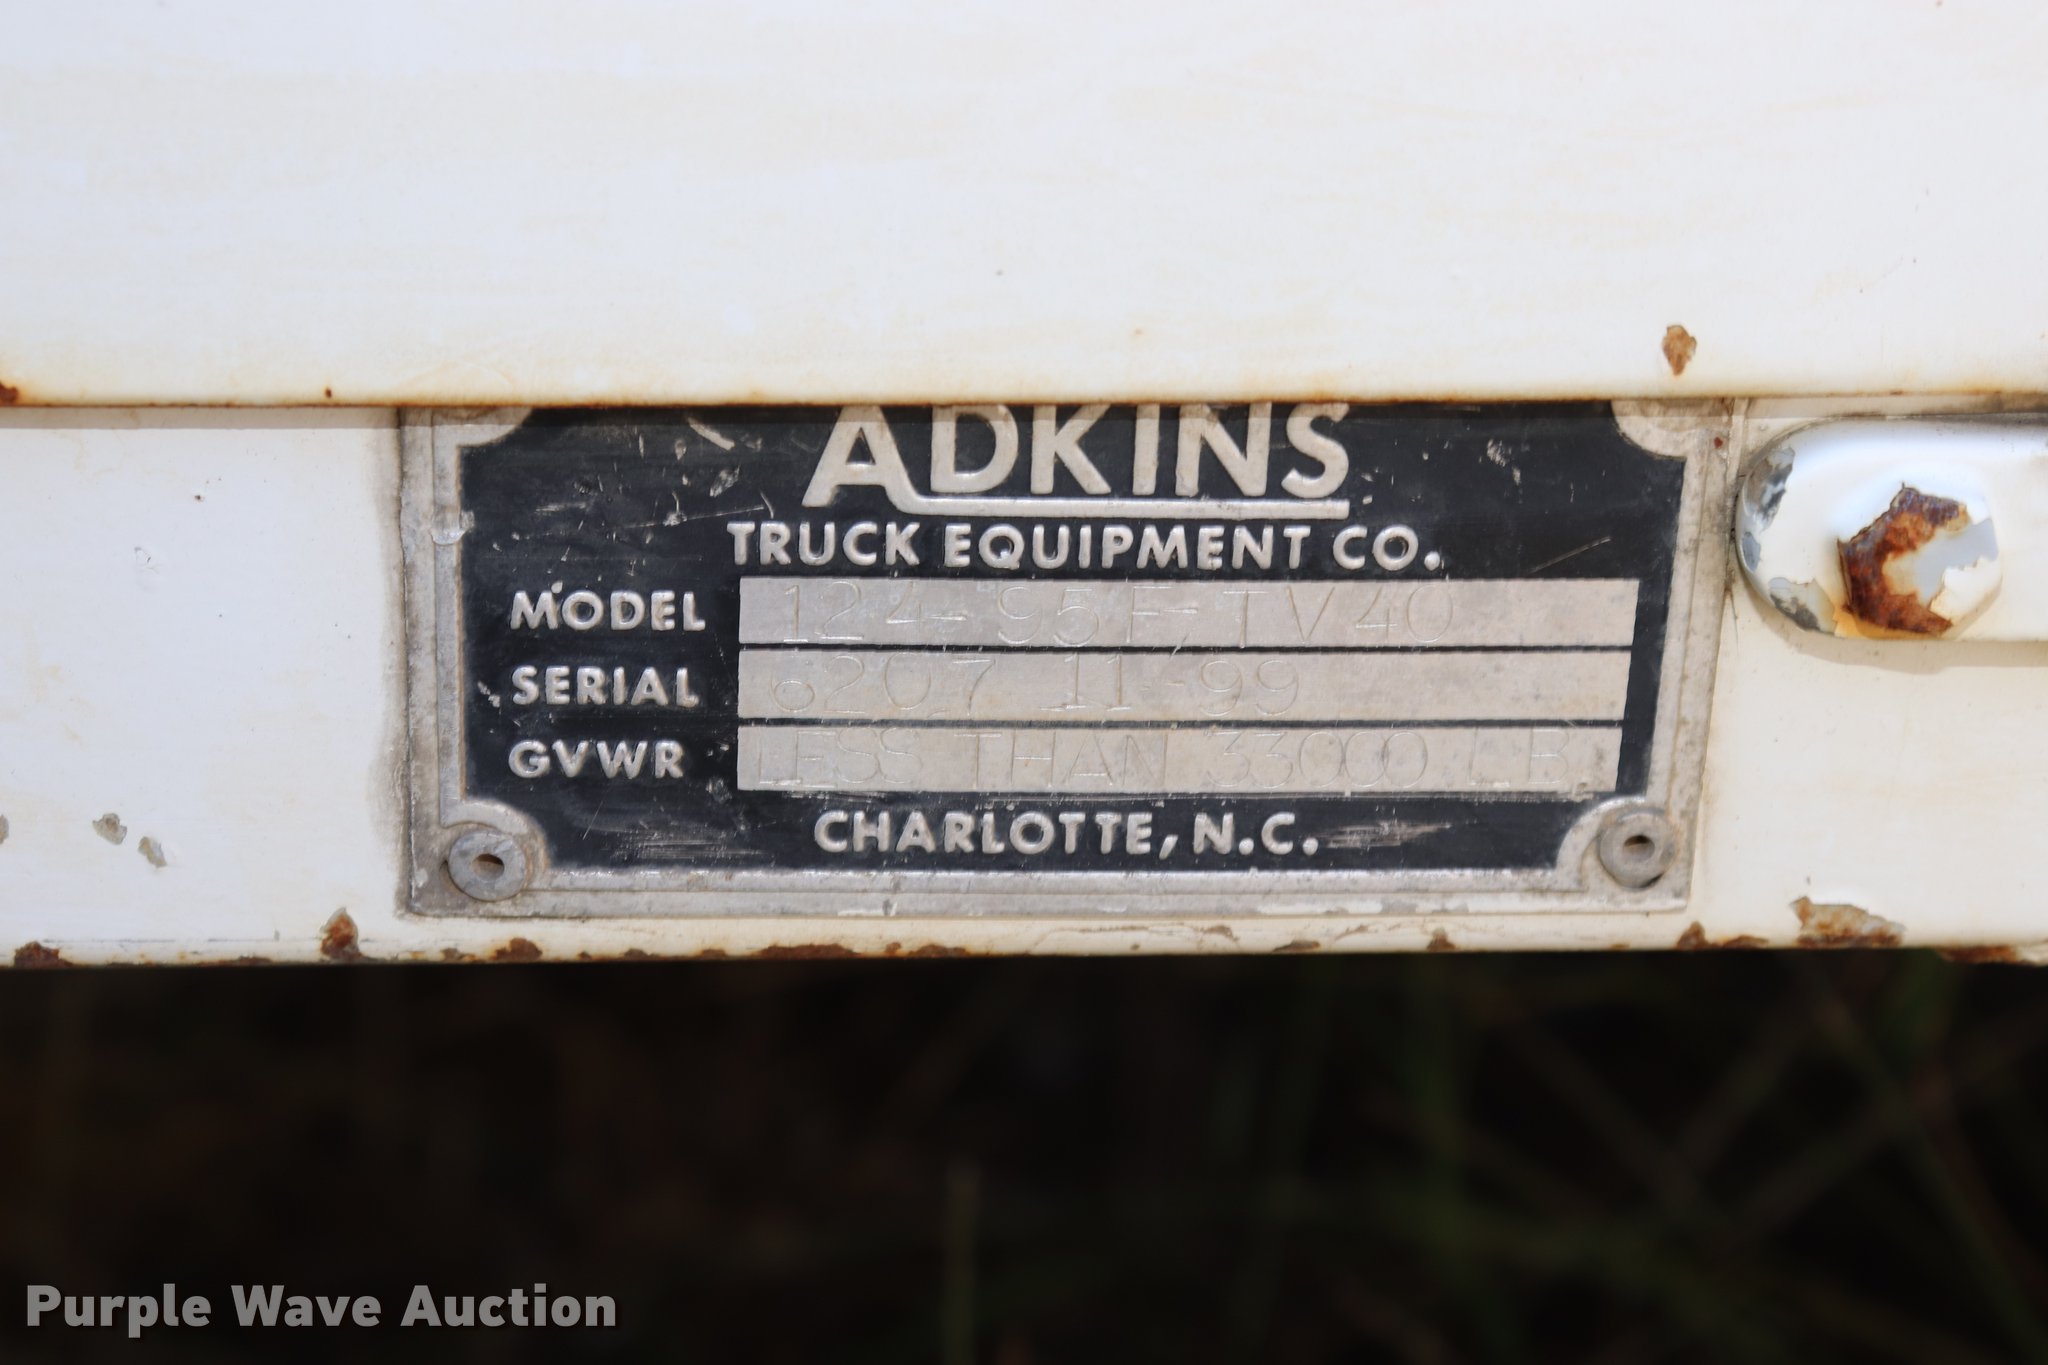 ADKINS
TRUCK EQUIPMENT CO.
MODEL 124-95F-TV40
SERIAL 6207 11-99
GVWR LESS THAN 33000 LB
CHARLOTTE, N.C.
Purple Wave Auction